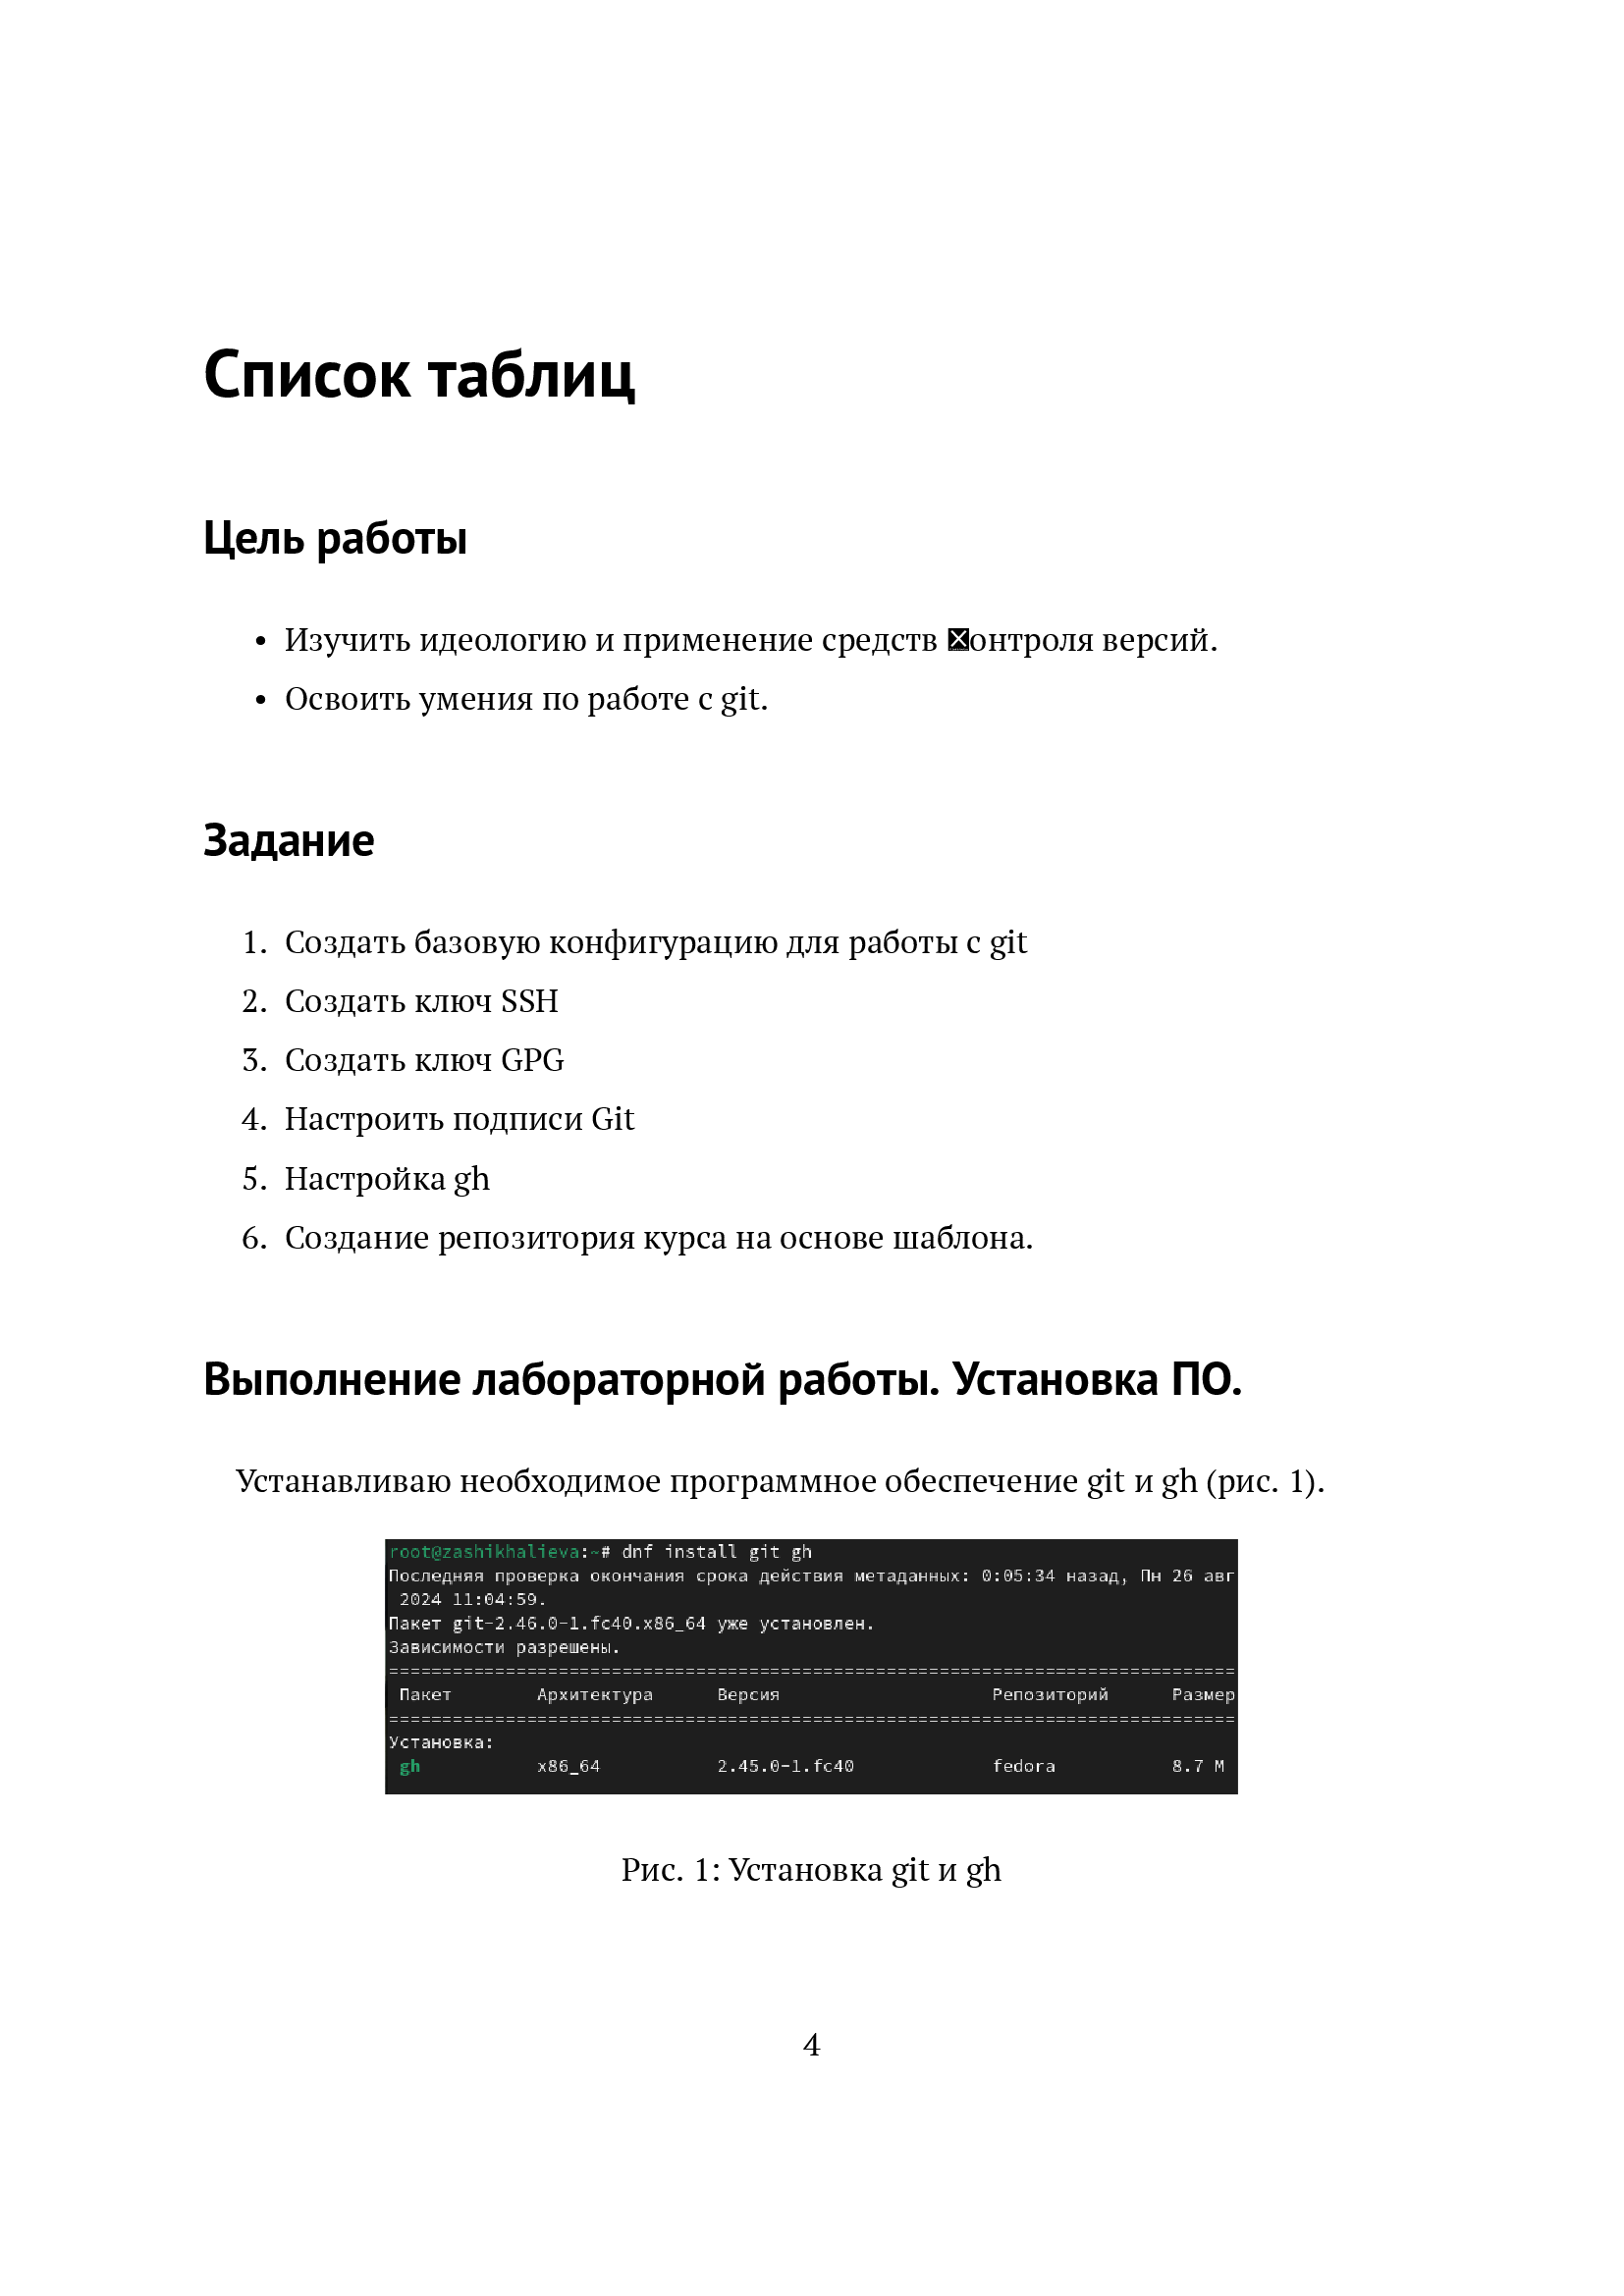 Список таблиц
Цель работы
• Изучить идеологию и применение средств ☒онтроля версий.
• Освоить умения по работе с git.
Задание
1. Создать базовую конфигурацию для работы с git
2. Создать ключ SSH
3. Создать ключ GPG
4. Настроить подписи Git
5. Настройка gh
6. Создание репозитория курса на основе шаблона.
Выполнение лабораторной работы. Установка ПО.
Устанавливаю необходимое программное обеспечение git и gh (рис. 1).
root@zashikhalieva:~# dnf install git gh
Последняя проверка окончания срока действия метаданных: 0:05:34 назад, Пн 26 авг
2024 11:04:59.
Пакет git-2.46.0-1.fc40.x86_64 уже установлен.
Зависимости разрешены.
================================================================================
Пакет Архитектура Версия Репозиторий Размер
================================================================================
Установка:
gh x86_64 2.45.0-1.fc40 fedora 8.7 M
Рис. 1: Установка git и gh
4